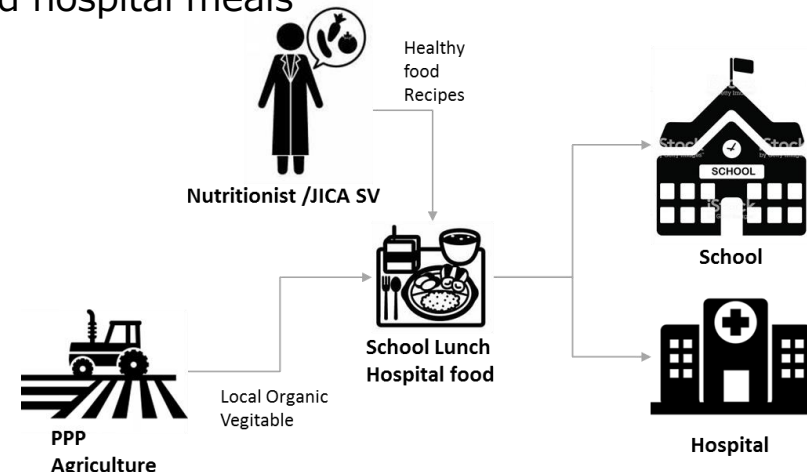 d hospital meals
Healthy
food
Recipes
Nutritionist /JICA SV
SCHOOL
School
School Lunch
Hospital food
Local Organic
Vegitable
PPP
Agriculture
Hospital